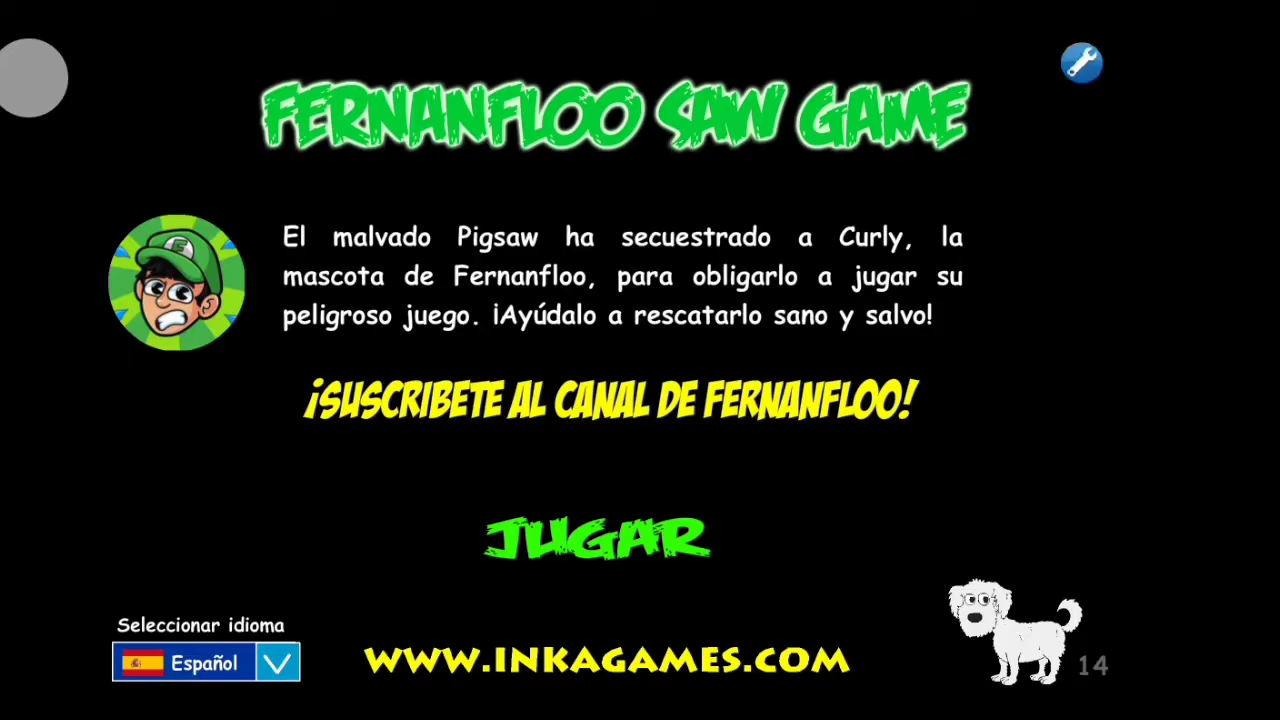 FERNANFLOO SAW GAME
El malvado Pigsaw ha secuestrado a Curly, la
mascota de Fernanfloo, para obligarlo a jugar su
peligroso juego. ¡Ayúdalo a rescatarlo sano y salvo!
¡SUSCRIBETE AL CANAL DE FERNANFLOO!
JUGAR
Seleccionar idioma
Español
WWW.INKAGAMES.COM
14